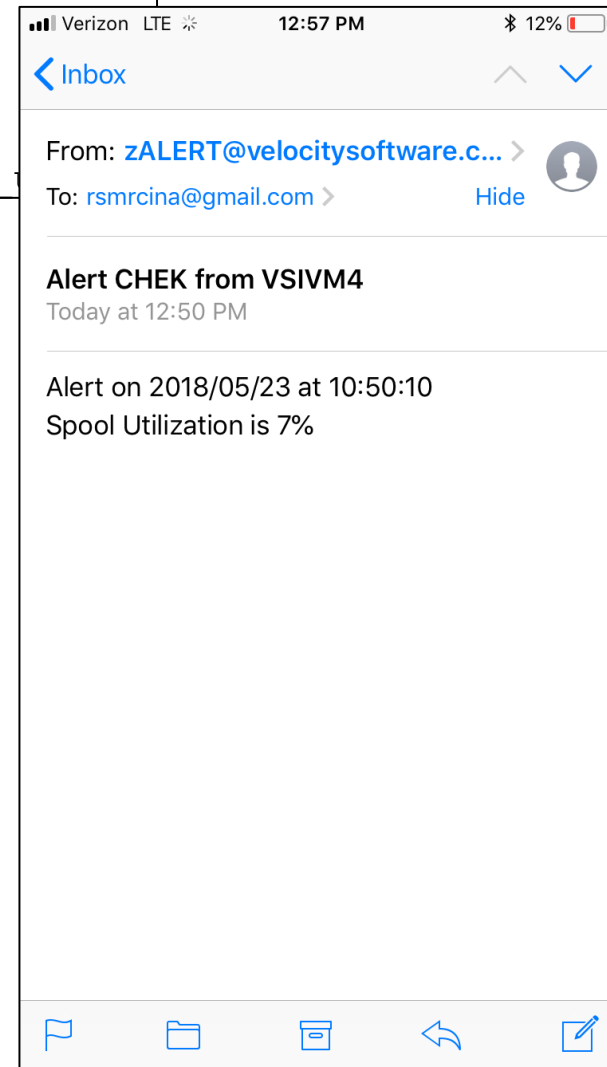 Verizon LTE 12:57 PM 12%
Inbox
From: zALERT@velocitysoftware.c...
To: rsmrcina@gmail.com Hide
Alert CHEK from VSIVM4
Today at 12:50 PM
Alert on 2018/05/23 at 10:50:10
Spool Utilization is 7%